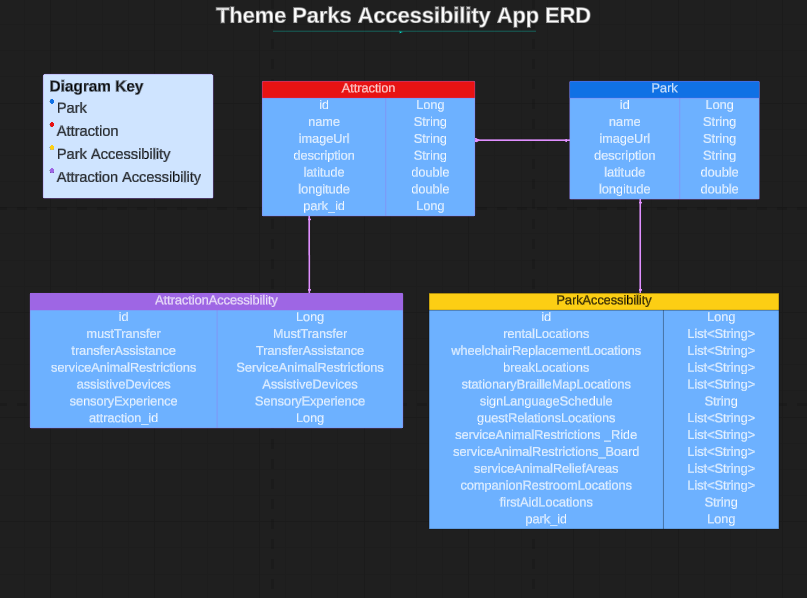 Theme Parks Accessibility App ERD
Diagram Key
Park
Attraction
Park Accessibility
Attraction Accessibility
Attraction
id Long
name String
imageUrl String
description String
latitude double
longitude double
park_id Long
Park
id Long
name String
imageUrl String
description String
latitude double
longitude double
AttractionAccessibility
id Long
mustTransfer MustTransfer
transferAssistance TransferAssistance
serviceAnimalRestrictions ServiceAnimalRestrictions
assistiveDevices AssistiveDevices
sensoryExperience SensoryExperience
attraction_id Long
ParkAccessibility
id Long
rentalLocations List<String>
wheelchairReplacementLocations List<String>
breakLocations List<String>
stationaryBrailleMapLocations List<String>
signLanguageSchedule String
guestRelationsLocations List<String>
serviceAnimalRestrictions _Ride List<String>
serviceAnimalRestrictions_Board List<String>
serviceAnimalReliefAreas List<String>
companionRestroomLocations List<String>
firstAidLocations String
park_id Long